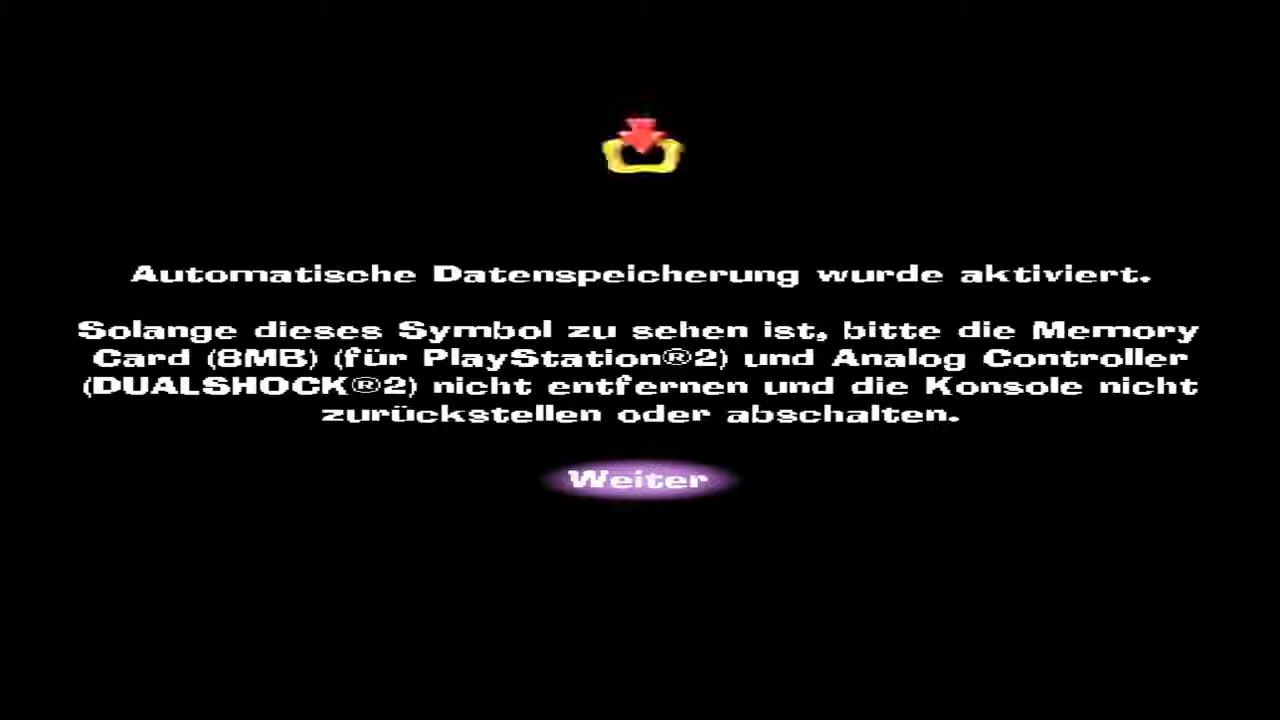 Automatische Datenspeicherung wurde aktiviert.
Solange dieses Symbol zu sehen ist, bitte die Memory
Card (8MB) (für PlayStation®2) und Analog Controller
(DUALSHOCK®2) nicht entfernen und die Konsole nicht
zurückstellen oder abschalten.
Weiter